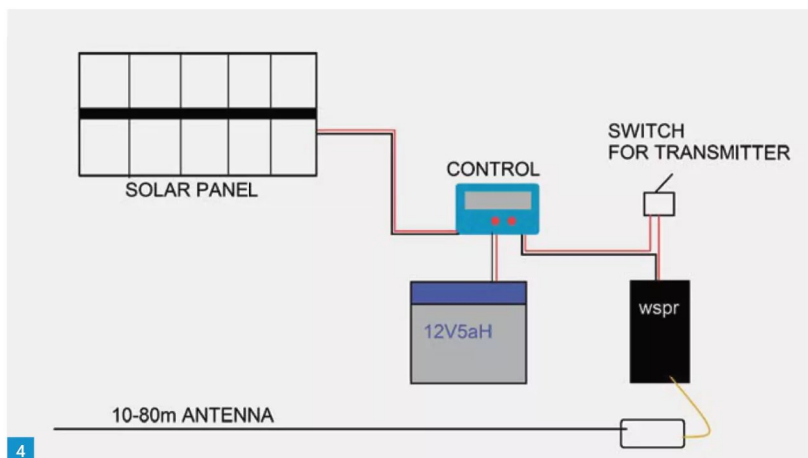 SOLAR PANEL
CONTROL
SWITCH
FOR TRANSMITTER
12V5aH
wspr
10-80m ANTENNA
4